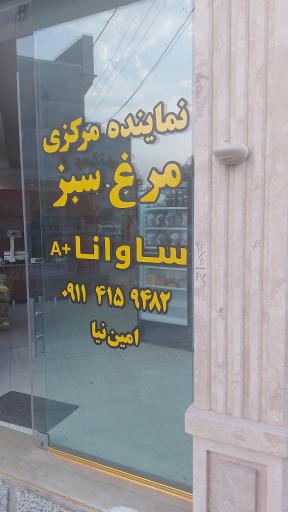 نماینده مرکزی
مرغ سبز
ساوانا +A
۰۹۱۱ ۴۱۵ ۹۴۸۲
امین نیا